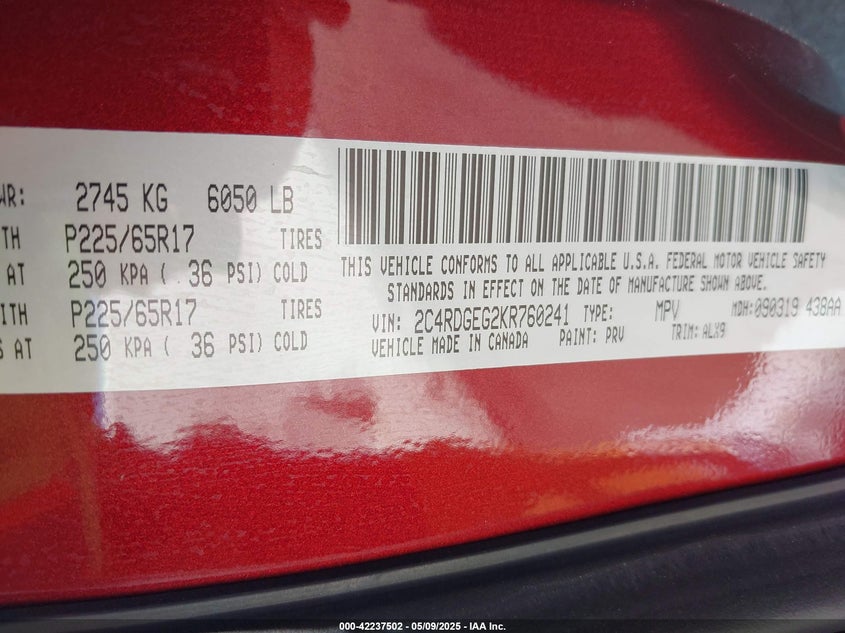 WR: 2745 KG 6050 LB
TH P225/65R17 TIRES
AT 250 KPA ( 36 PSI) COLD
ITH P225/65R17 TIRES
S AT 250 KPA ( 36 PSI) COLD
THIS VEHICLE CONFORMS TO ALL APPLICABLE U.S.A. FEDERAL MOTOR VEHICLE SAFETY
STANDARDS IN EFFECT ON THE DATE OF MANUFACTURE SHOWN ABOVE.
VIN: 2C4RDGEG2KR760241 TYPE: MPV MDH:090319 438AA
VEHICLE MADE IN CANADA PAINT: PRV TRIM: ALX9
000-42237502 - 05/09/2025 - IAA Inc.